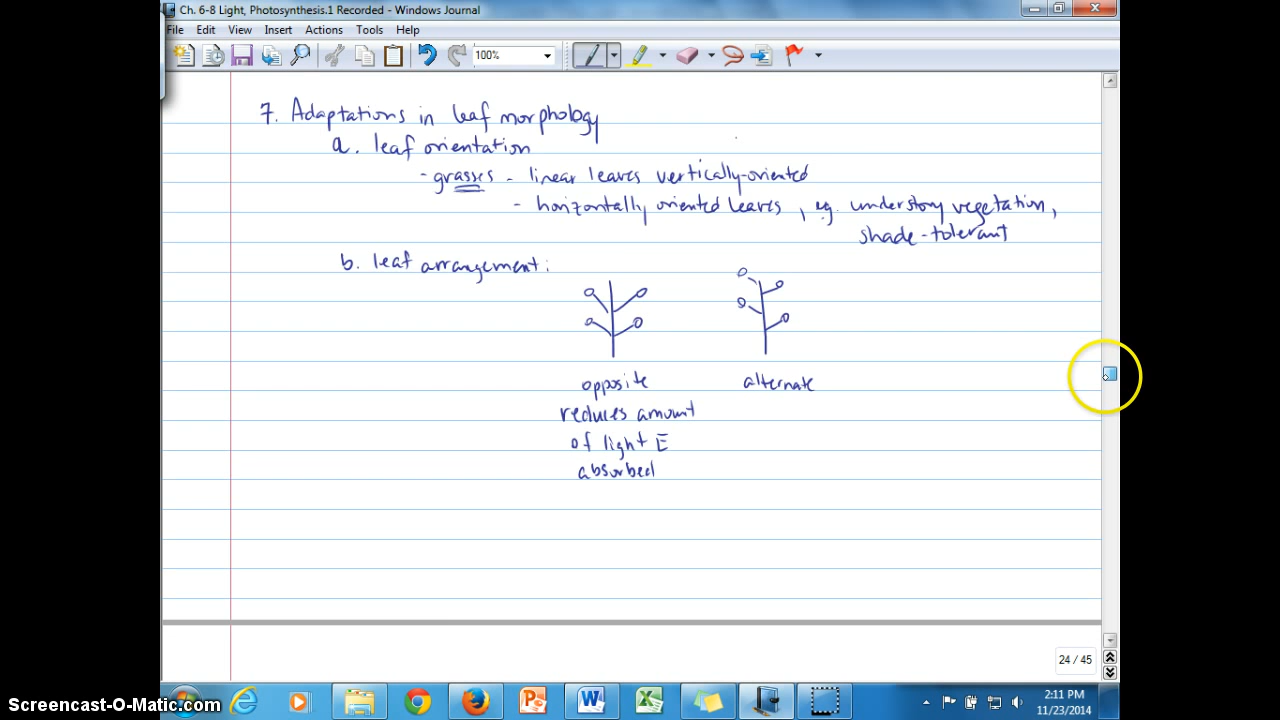 Ch. 6-8 Light, Photosynthesis.1 Recorded - Windows Journal
File Edit View Insert Actions Tools Help
100%
7. Adaptations in leaf morphology
a. leaf orientation
- grasses - linear leaves vertically-oriented
- horizontally oriented leaves, eg. understory vegetation,
shade-tolerant
b. leaf arrangement:
opposite alternate
reduces amount
of light E
absorbed
24 / 45
2:11 PM
11/23/2014
Screencast-O-Matic.com